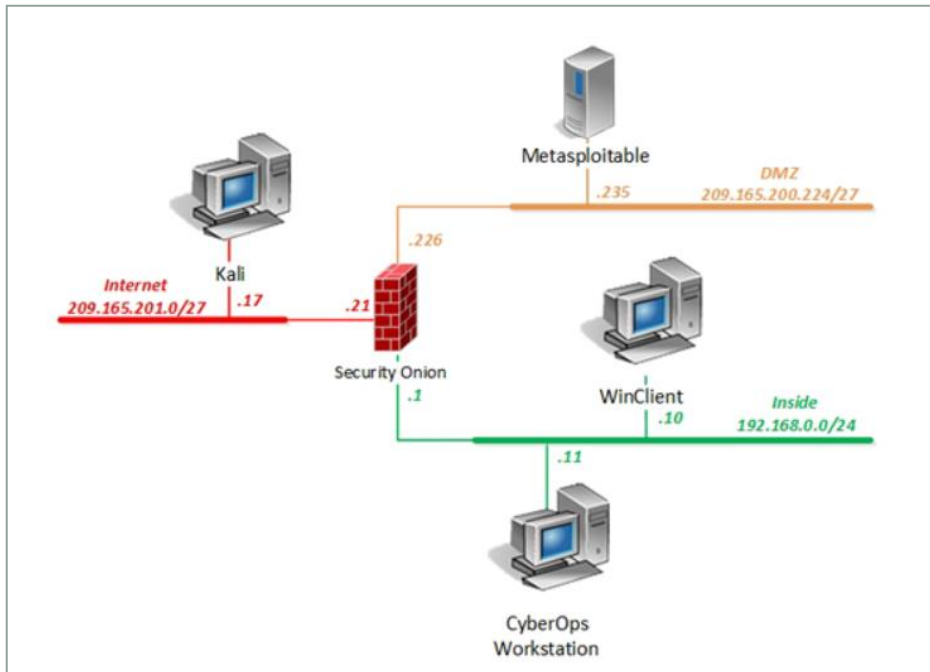 Metasploitable
DMZ
.235
209.165.200.224/27
.226
Kali
Internet
209.165.201.0/27
.17
.21
Security Onion
.1
WinClient
.10
Inside
192.168.0.0/24
.11
CyberOps
Workstation